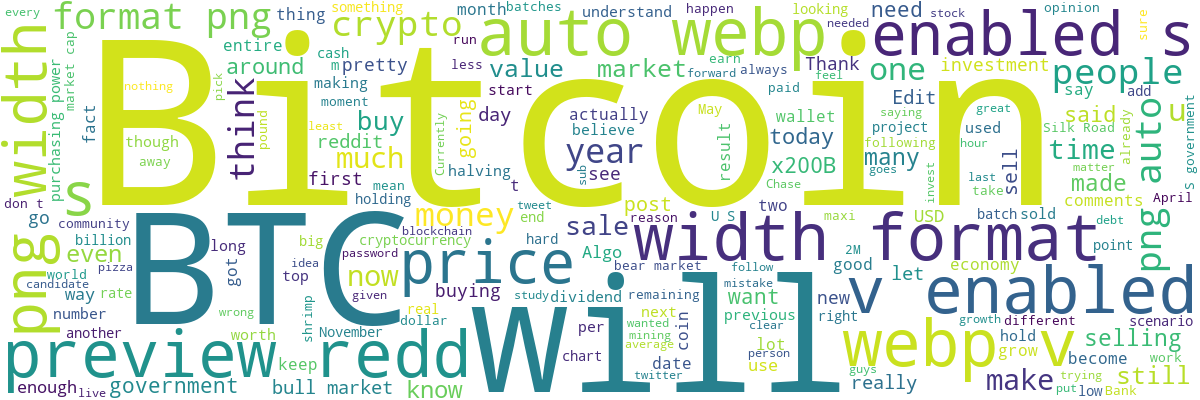 Bitcoin
BTC
Will
format png
crypto
auto webp
enabled s
png width
width format
v enabled
preview redd
webp v
price
png auto
s
u
money
sale
year
think
value
market
one
people
time
buy
much
now
even
around
reddit
first
entire
thing
every
something
month
batches
understand
happen
looking
need
stock
opinion
sure
needed
investment
say
add
cash
run
less
earn
forward
always
paid
feel
Thank
making
m
pretty
start
moment
least
pound
pick
nothing
though
away
fact
purchasing power
market cap
going
day
actually
believe
see
result
May
wallet
today
Edit
saying
great
project
following
goes
used
hour
many
x200B
Chase
sub
invest
last
take
sell
Silk Road
already
said
made
matter
comments
April
s government
Currently
halving
mean
holding
t
tweet
end
post
reason
two
U S
maxi
USD
batch
sold
debt
point
don t
go
community
billion
world
pizza
candidate
way
rate
number
another
wrong
long
got
big
idea
top
cryptocurrency
blockchain
password
given
real
dollar
hard
Algo
bear market
buying
study
dividend
remaining
follow
mistake
want
previous
clear
next
wanted
mining
average
coin
per
chart
date
lot
use
person
twitter
2M
good
new
right
let
economy
growth
different
hold
grow
guys
really
become
scenario
selling
work
trying
put
low
Bank
make
still
worth
shrimp
November
keep
bull market
know
government
enough
live